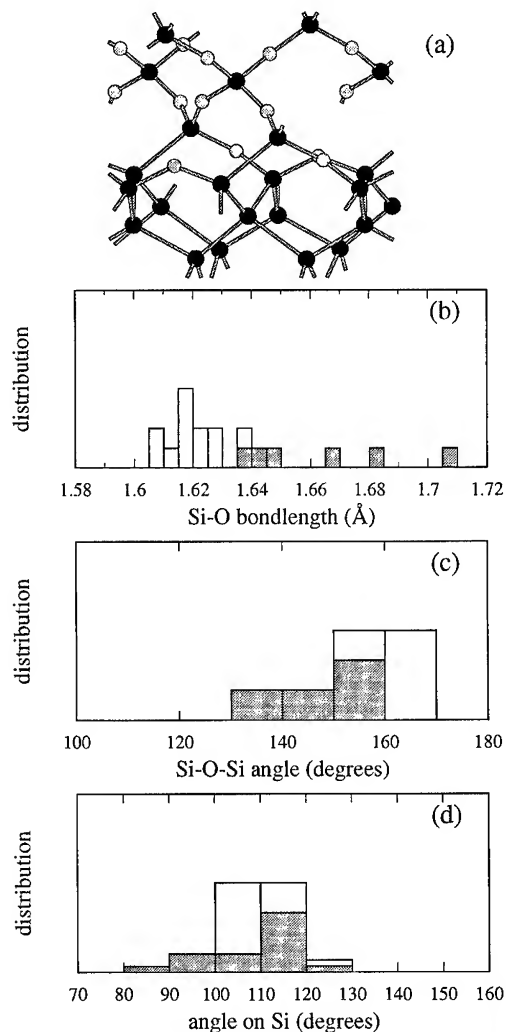 (a)
(b)
distribution
1.58 1.6 1.62 1.64 1.66 1.68 1.7 1.72
Si-O bondlength (Å)
(c)
distribution
100 120 140 160 180
Si-O-Si angle (degrees)
(d)
distribution
70 80 90 100 110 120 130 140 150 160
angle on Si (degrees)